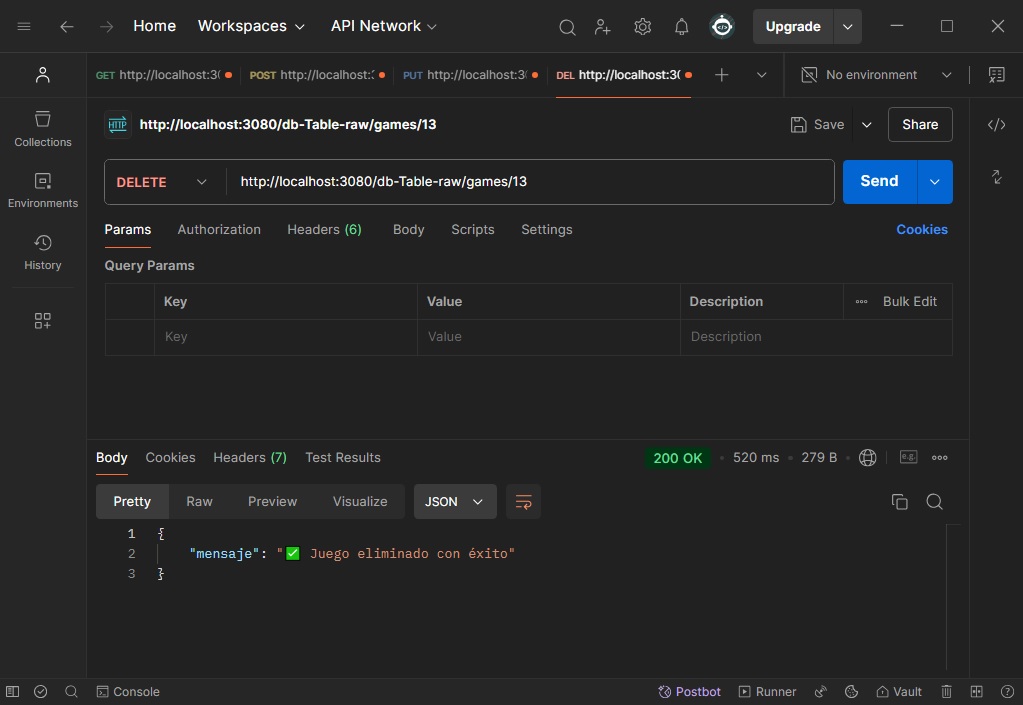 Home Workspaces API Network Upgrade
GET http://localhost:3( POST http://localhost: PUT http://localhost:3 DEL http://localhost:3( No environment
HTTP http://localhost:3080/db-Table-raw/games/13 Save Share
Collections
DELETE http://localhost:3080/db-Table-raw/games/13 Send
Environments
Params Authorization Headers (6) Body Scripts Settings Cookies
History
Query Params
Key Value Description Bulk Edit
Key Value Description
Body Cookies Headers (7) Test Results 200 OK 520 ms 279 B e.g.
Pretty Raw Preview Visualize JSON
1 {
2 "mensaje": "✅ Juego eliminado con éxito"
3 }
Console Postbot Runner Vault